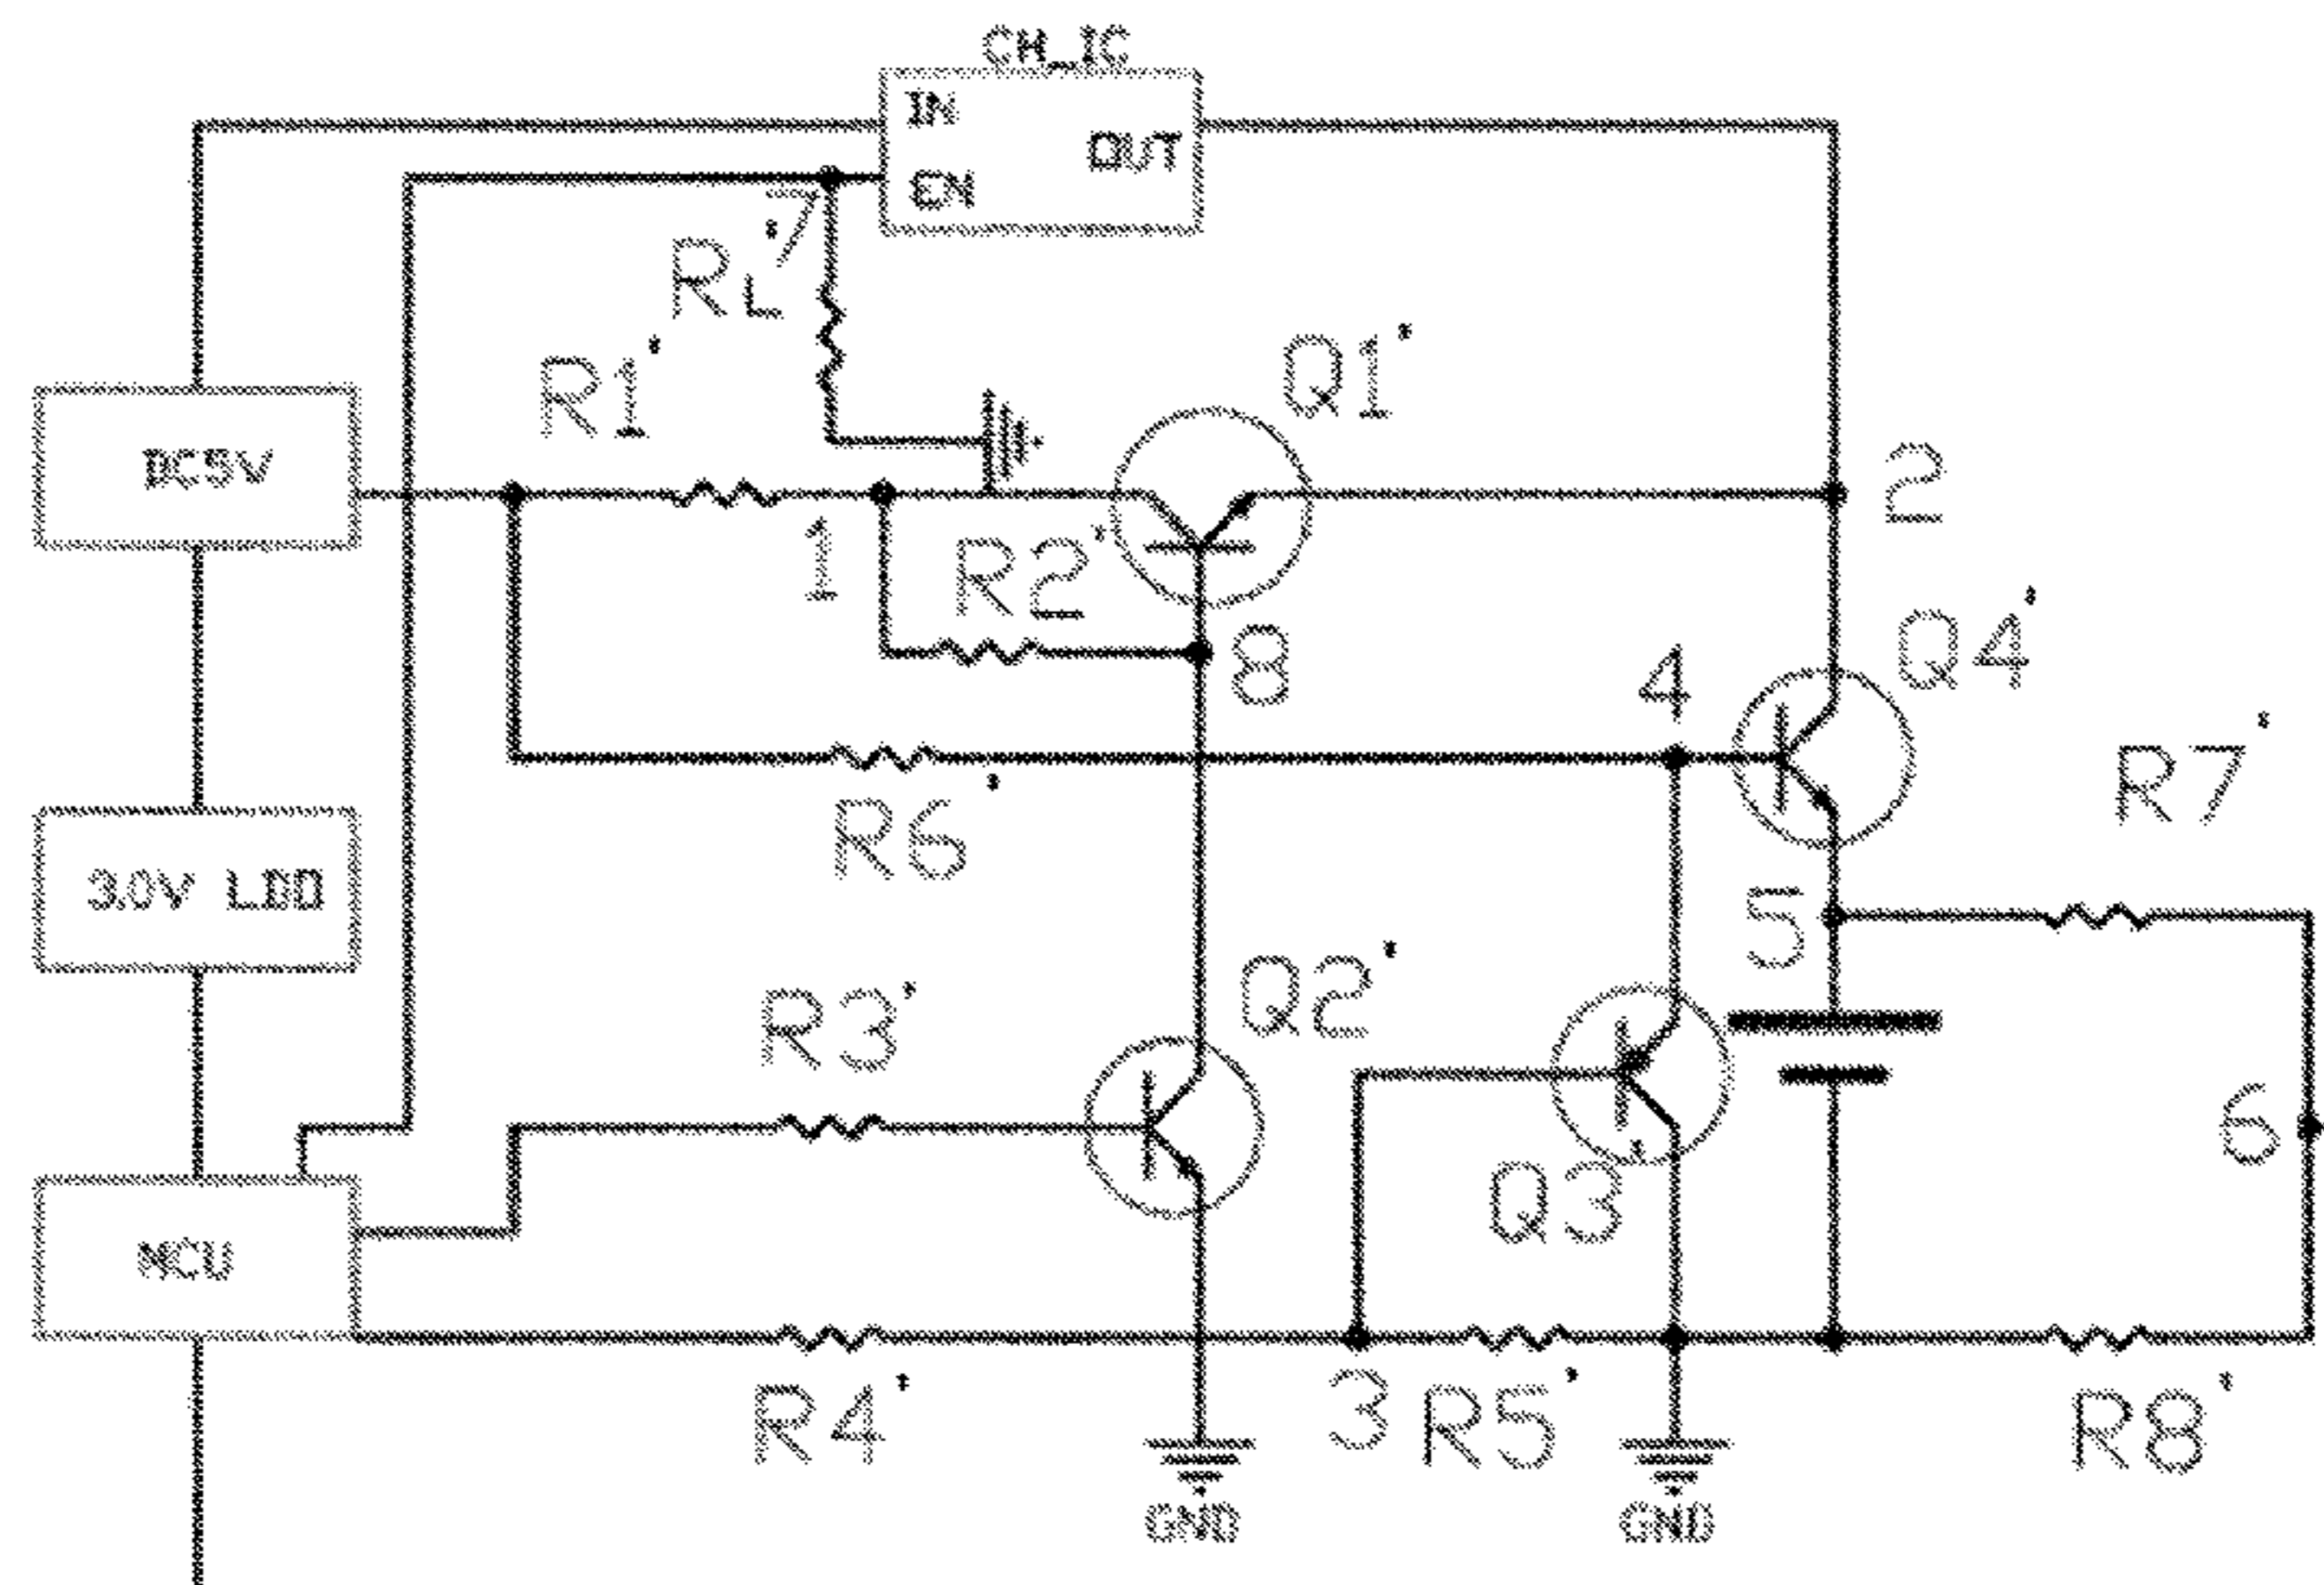 CH_IC
IN
OUT
EN
7
RL'
R1'
Q1'
DC5V
2
1
R2'
Q4'
8
4
R7'
R6'
3.0V LDO
5
Q2'
R3'
6
Q3'
MCU
R4'
3
R5'
R8'
GND
GND